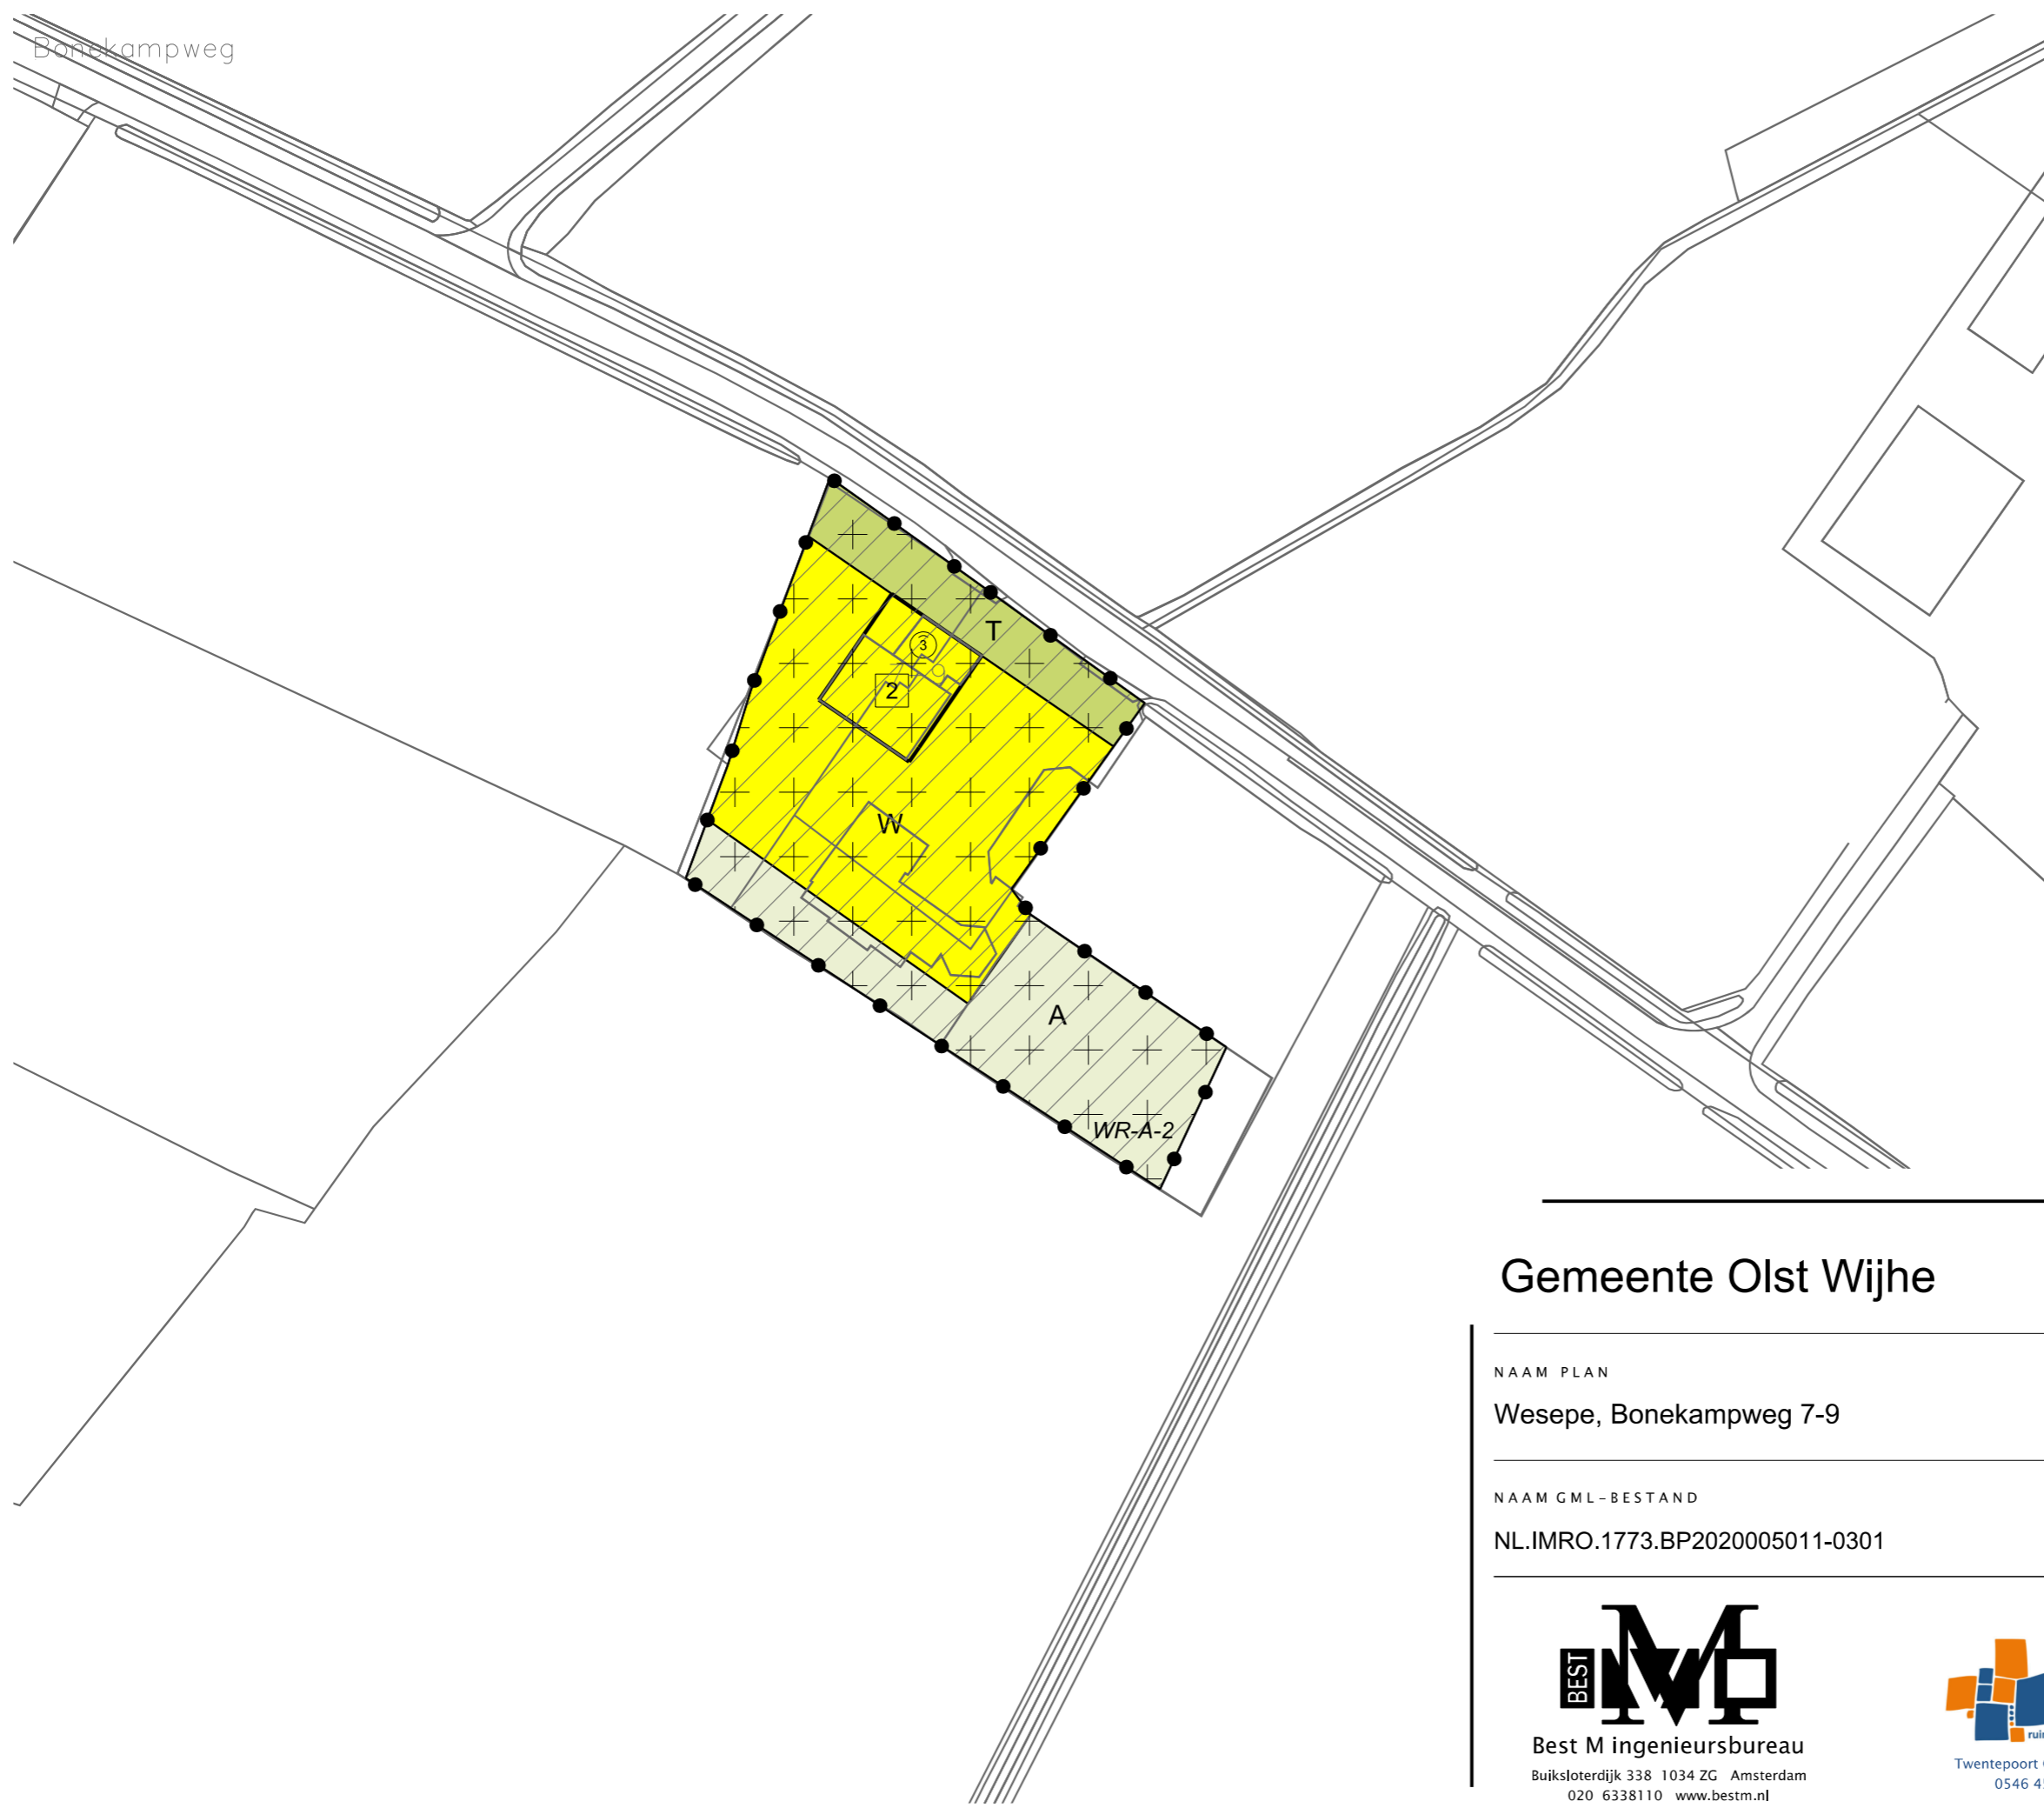 Bonekampweg
T
3
2
W
A
WR-A-2
Gemeente Olst Wijhe
NAAM PLAN
Wesepe, Bonekampweg 7-9
NAAM GML-BESTAND
NL.IMRO.1773.BP2020005011-0301
BEST
M
Best M ingenieursbureau
Buiksloterdijk 338 1034 ZG Amsterdam
020 6338110 www.bestm.nl
Twentepoort
0546